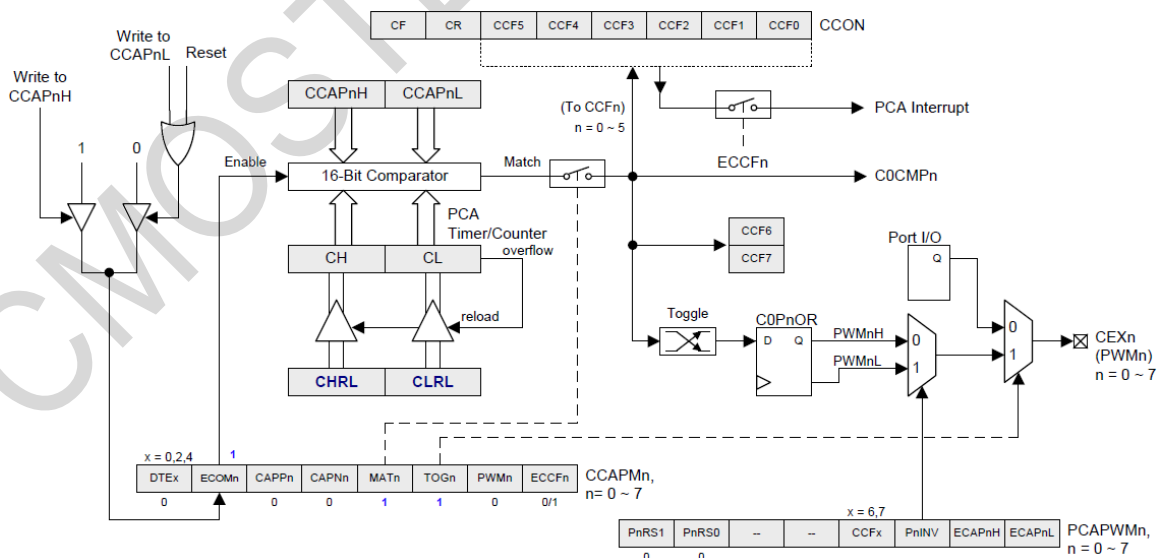 CMOSTE
CF CR CCF5 CCF4 CCF3 CCF2 CCF1 CCF0 CCON
Write to
CCAPnL
Reset
Write to
CCAPnH
1 0
CCAPnH CCAPnL
(To CCFn)
n = 0 ~ 5
PCA Interrupt
ECCFn
Enable
16-Bit Comparator
Match
C0CMPn
PCA
Timer/Counter
overflow
CH CL
reload
CHRL CLRL
CCF6
CCF7
Port I/O
Q
Toggle
C0PnOR
D Q
PWMnH
PWMnL
0
1
0
1
CEXn
(PWMn)
n = 0 ~ 7
x = 0,2,4
1
DTEx ECOMn CAPPn CAPNn MATn TOGn PWMn ECCFn
CCAPMn,
n= 0 ~ 7
0 0 0 1 1 0 0/1
x = 6,7
PnRS1 PnRS0 -- -- CCFx PnINV ECAPnH ECAPnL
PCAPWMn,
n = 0 ~ 7
0 0